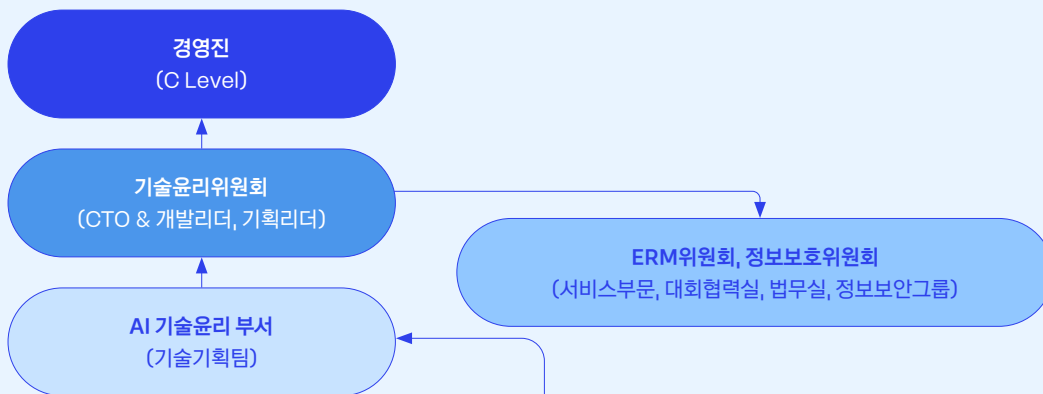 경영진
(C Level)
기술윤리위원회
(CTO & 개발리더, 기획리더)
ERM위원회, 정보보호위원회
(서비스부문, 대회협력실, 법무실, 정보보안그룹)
AI 기술윤리 부서
(기술기획팀)